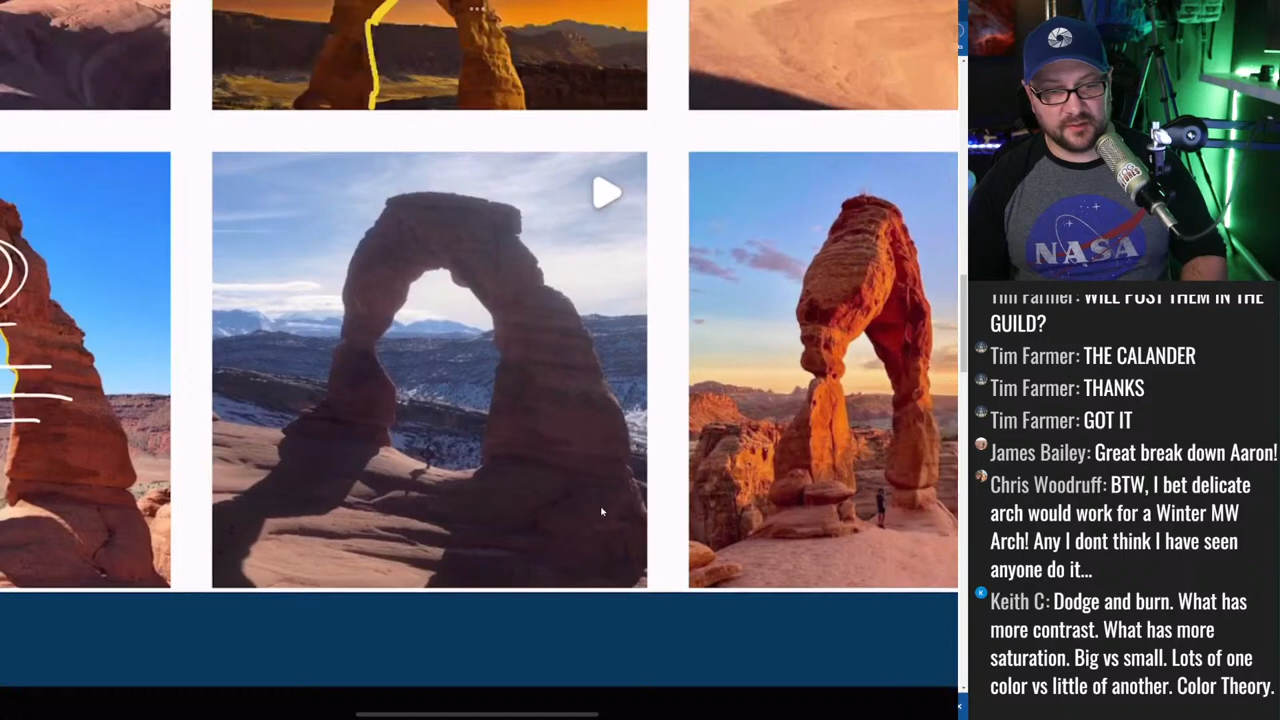 NASA
Tim Farmer: WILL POST THEM IN THE
GUILD?
Tim Farmer: THE CALANDER
Tim Farmer: THANKS
Tim Farmer: GOT IT
James Bailey: Great break down Aaron!
Chris Woodruff: BTW, I bet delicate
arch would work for a Winter MW
Arch! Any I dont think I have seen
anyone do it...
Keith C: Dodge and burn. What has
more contrast. What has more
saturation. Big vs small. Lots of one
color vs little of another. Color Theory.